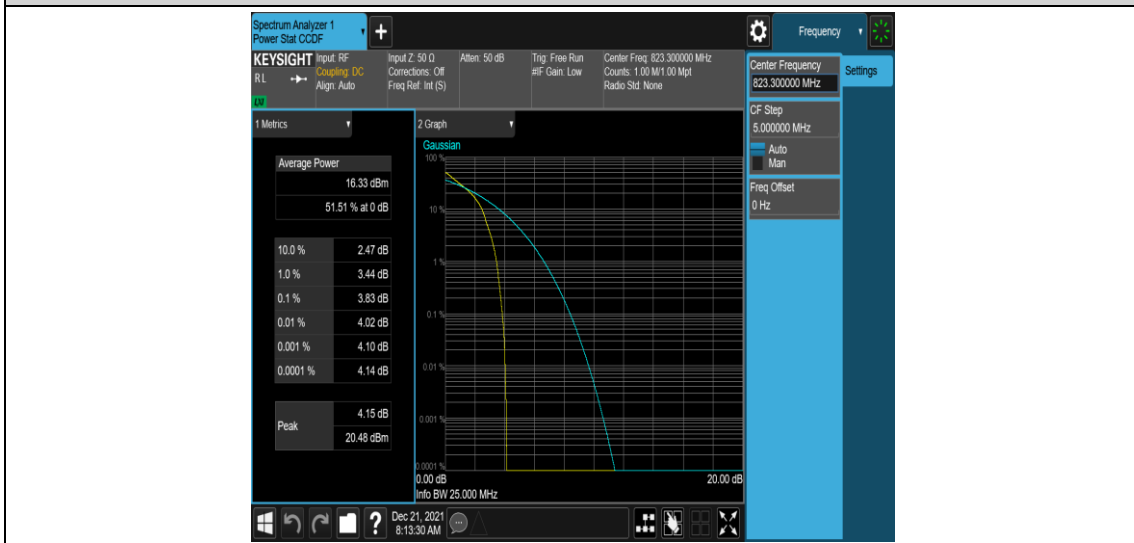 Spectrum Analyzer 1
Power Stat CCDF
+
Frequency
KEYSIGHT
RL
LXI
Input: RF
Coupling: DC
Align: Auto
Input Z: 50 Ω
Corrections: Off
Freq Ref: Int (S)
Atten: 50 dB
Trig: Free Run
#IF Gain: Low
Center Freq: 823.300000 MHz
Counts: 1.00 M/1.00 Mpt
Radio Std: None
Center Frequency
823.300000 MHz
Settings
CF Step
5.000000 MHz
Auto
Man
Freq Offset
0 Hz
1 Metrics
Average Power
16.33 dBm
51.51 % at 0 dB
10.0 % 2.47 dB
1.0 % 3.44 dB
0.1 % 3.83 dB
0.01 % 4.02 dB
0.001 % 4.10 dB
0.0001 % 4.14 dB
Peak
4.15 dB
20.48 dBm
2 Graph
Gaussian
100 %
10 %
1 %
0.1 %
0.01 %
0.001 %
0.0001 %
0.00 dB 20.00 dB
Info BW 25.000 MHz
?
Dec 21, 2021
8:13:30 AM